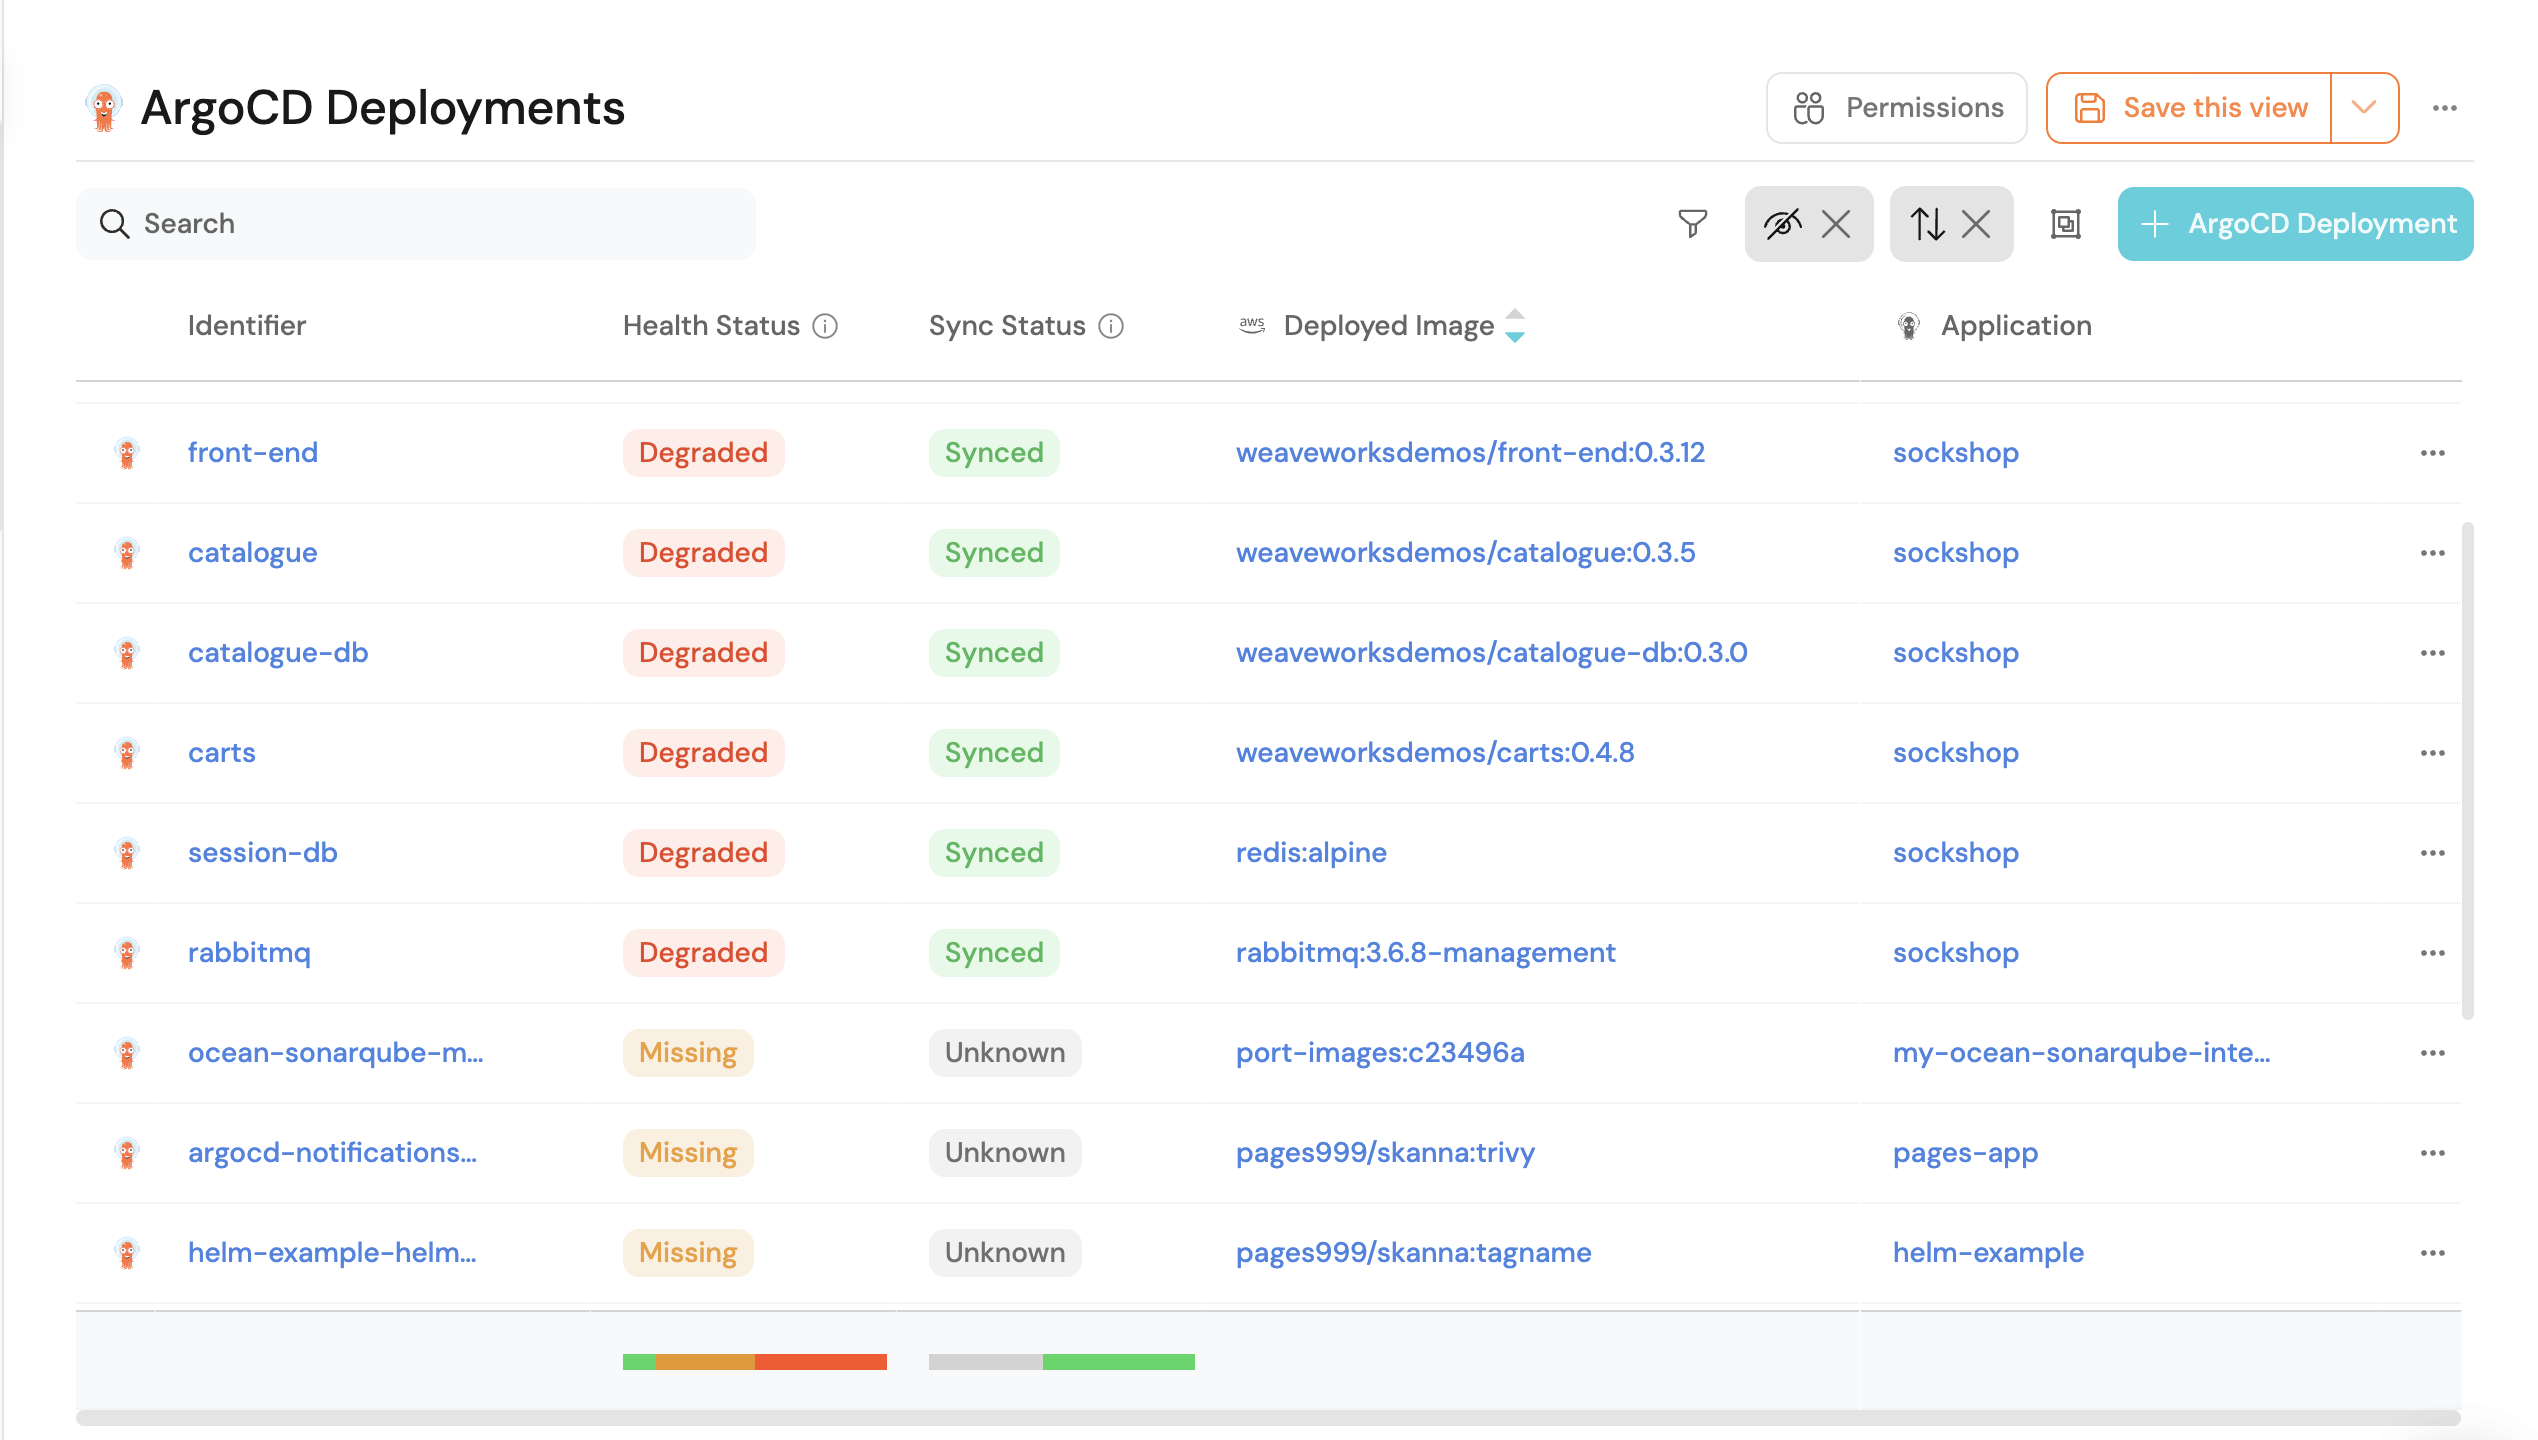 ArgoCD Deployments
Permissions
Save this view
Search
ArgoCD Deployment
Identifier Health Status Sync Status aws Deployed Image Application
front-end Degraded Synced weaveworksdemos/front-end:0.3.12 sockshop
catalogue Degraded Synced weaveworksdemos/catalogue:0.3.5 sockshop
catalogue-db Degraded Synced weaveworksdemos/catalogue-db:0.3.0 sockshop
carts Degraded Synced weaveworksdemos/carts:0.4.8 sockshop
session-db Degraded Synced redis:alpine sockshop
rabbitmq Degraded Synced rabbitmq:3.6.8-management sockshop
ocean-sonarqube-m... Missing Unknown port-images:c23496a my-ocean-sonarqube-inte...
argocd-notifications... Missing Unknown pages999/skanna:trivy pages-app
helm-example-helm... Missing Unknown pages999/skanna:tagname helm-example